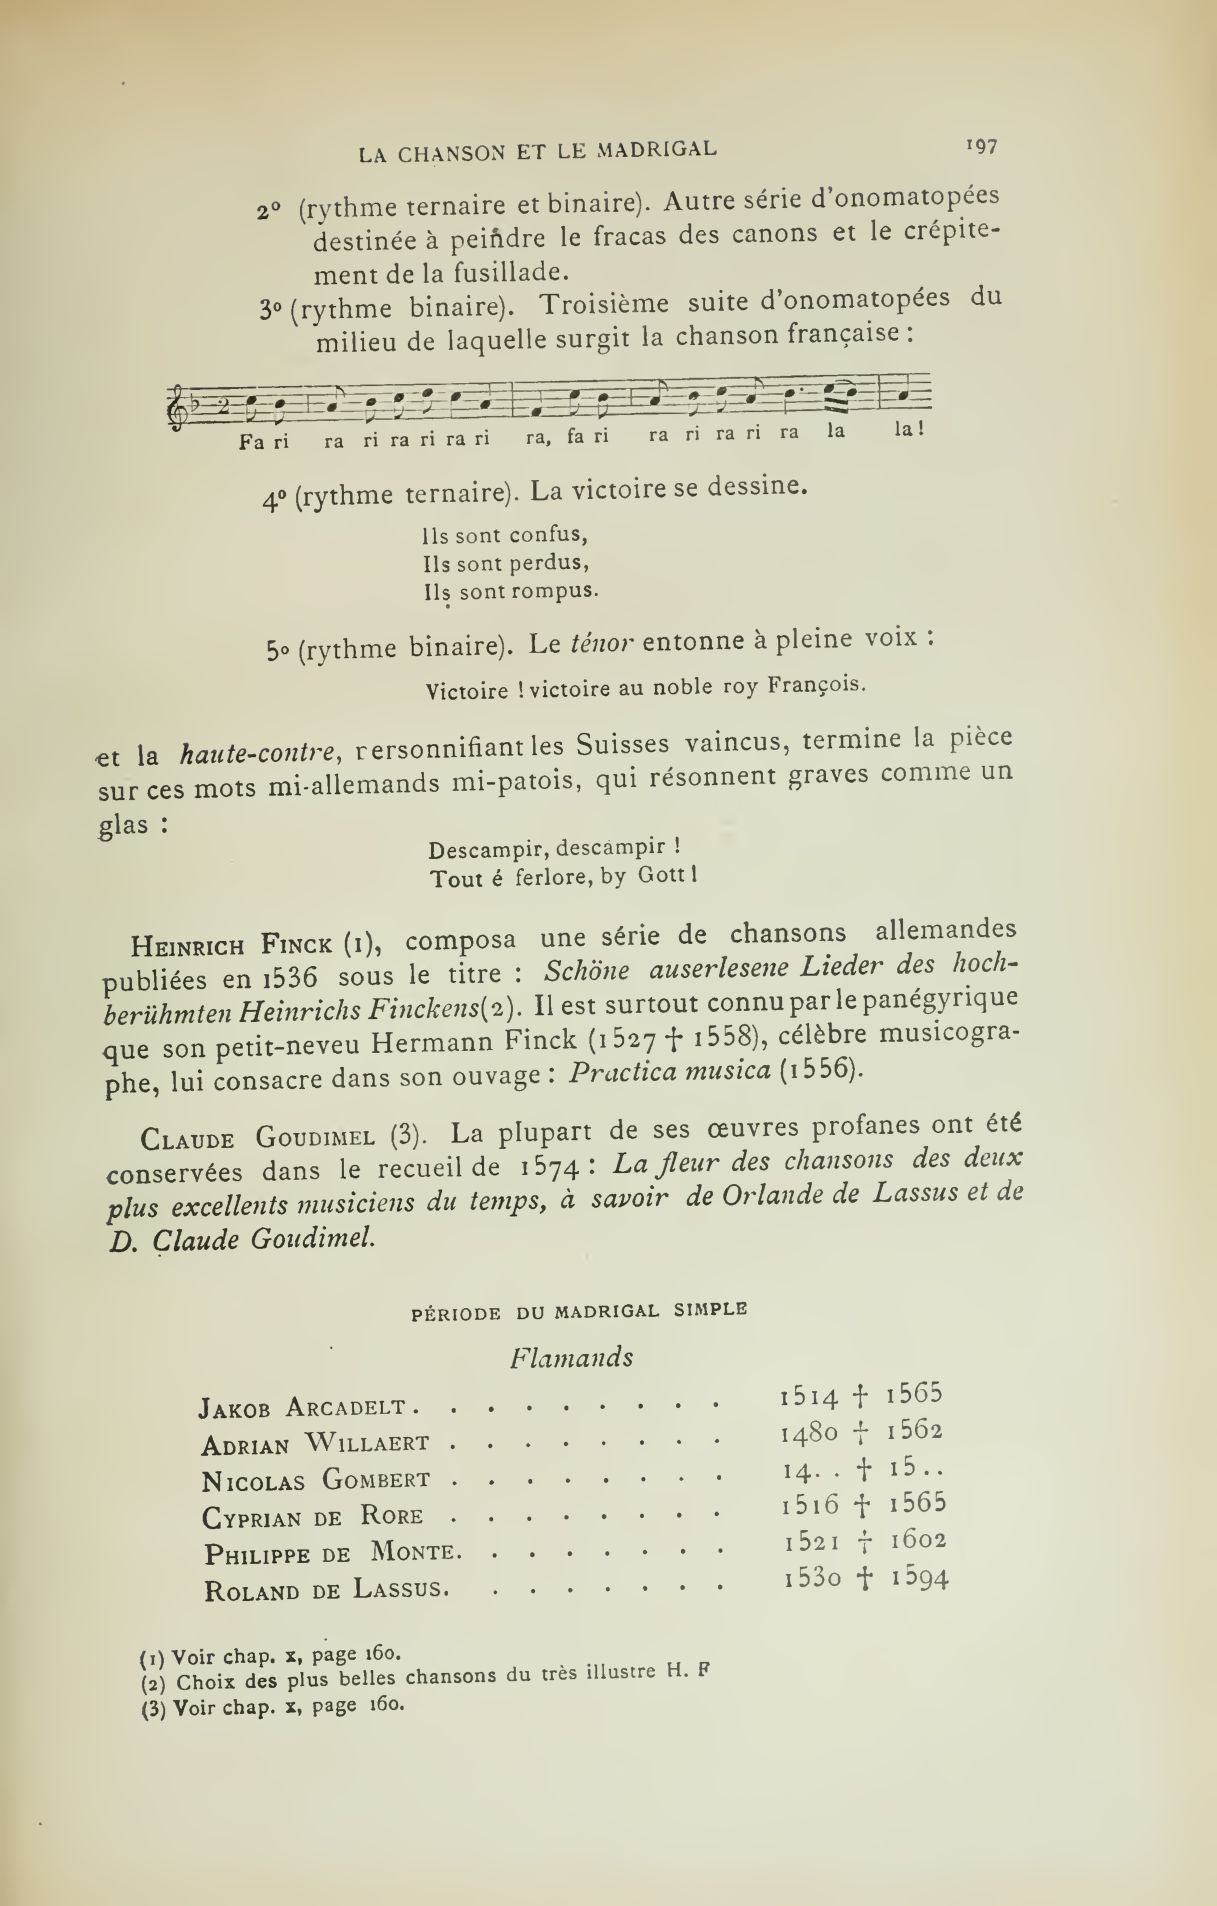 LA CHANSON ET LE MADRIGAL 197
2º (rythme ternaire et binaire). Autre série d'onomatopées
destinée à peindre le fracas des canons et le crépite-
ment de la fusillade.
3º (rythme binaire). Troisième suite d'onomatopées du
milieu de laquelle surgit la chanson française :
2
Fa ri ra ri ra ri ra ri ra, fa ri ra ri ra ri ra la la !
4º (rythme ternaire). La victoire se dessine.
Ils sont confus,
Ils sont perdus,
Ils sont rompus.
5º (rythme binaire). Le ténor entonne à pleine voix :
Victoire ! victoire au noble roy François.
et la haute-contre, rersonnifiant les Suisses vaincus, termine la pièce
sur ces mots mi-allemands mi-patois, qui résonnent graves comme un
glas :
Descampir, descampir !
Tout é ferlore, by Gott !
HEINRICH FINCK (1), composa une série de chansons allemandes
publiées en 1536 sous le titre : Schöne auserlesene Lieder des hoch-
berühmten Heinrichs Finckens(2). Il est surtout connu par le panégyrique
que son petit-neveu Hermann Finck (1527 † 1558), célèbre musicogra-
phe, lui consacre dans son ouvage : Practica musica (1556).
CLAUDE GOUDIMEL (3). La plupart de ses œuvres profanes ont été
conservées dans le recueil de 1574 : La fleur des chansons des deux
plus excellents musiciens du temps, à savoir de Orlande de Lassus et de
D. Claude Goudimel.
PÉRIODE DU MADRIGAL SIMPLE
Flamands
JAKOB ARCADELT . . . . . . . . . 1514 † 1565
ADRIAN WILLAERT . . . . . . . . 1480 † 1562
NICOLAS GOMBERT . . . . . . . . 14. . † 15 . .
CYPRIAN DE RORE . . . . . . . . 1516 † 1565
PHILIPPE DE MONTE. . . . . . . . 1521 † 1602
ROLAND DE LASSUS. . . . . . . . 1530 † 1594
(1) Voir chap. X, page 160.
(2) Choix des plus belles chansons du très illustre H. F
(3) Voir chap. X, page 160.